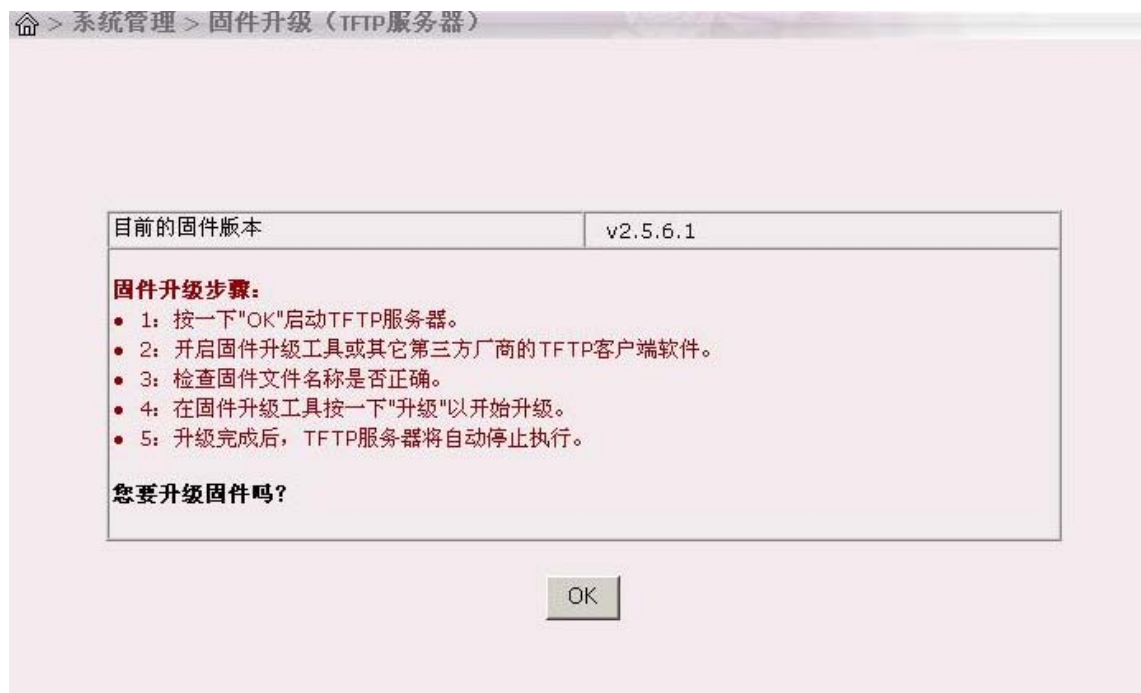 > 系统管理 > 固件升级（TFTP服务器）
目前的固件版本 v2.5.6.1
固件升级步骤：
• 1：按一下"OK"启动TFTP服务器。
• 2：开启固件升级工具或其它第三方厂商的TFTP客户端软件。
• 3：检查固件文件名称是否正确。
• 4：在固件升级工具按一下"升级"以开始升级。
• 5：升级完成后，TFTP服务器将自动停止执行。
您要升级固件吗？
OK